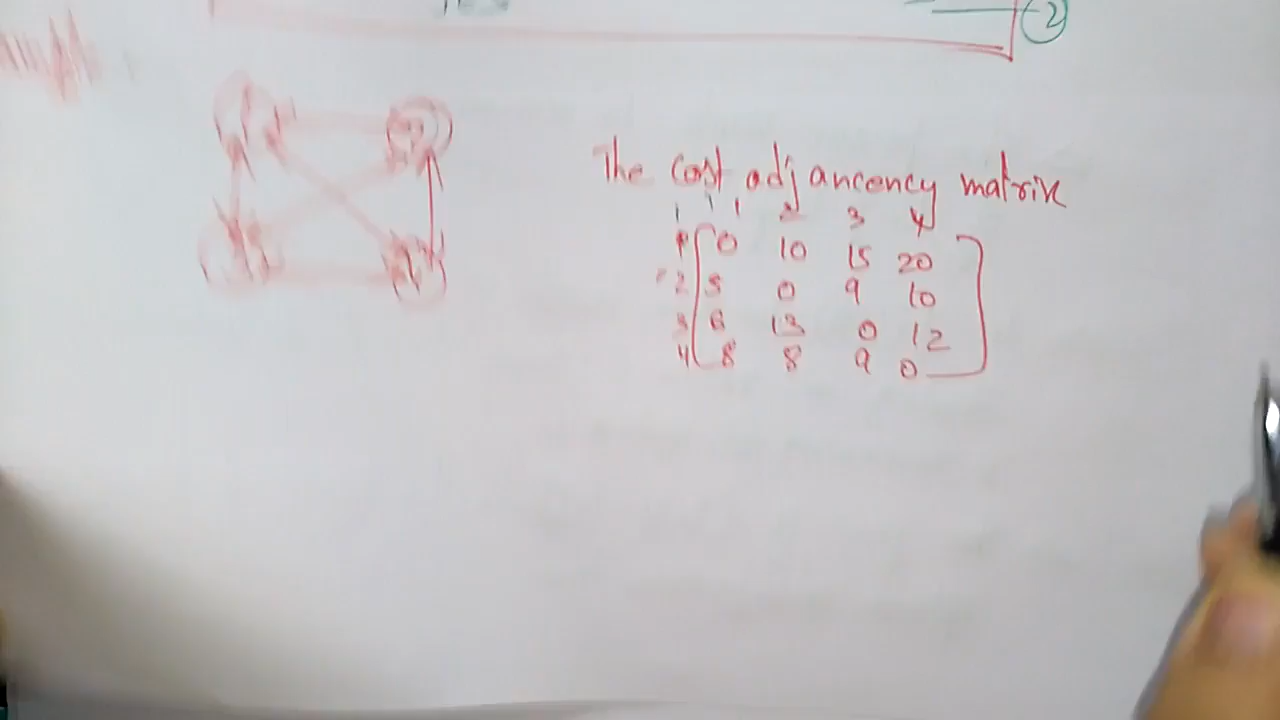 2
The cost adjancency matrix
1 2 3 4
1 0 10 15 20
2 5 0 9 10
3 6 13 0 12
4 8 8 9 0